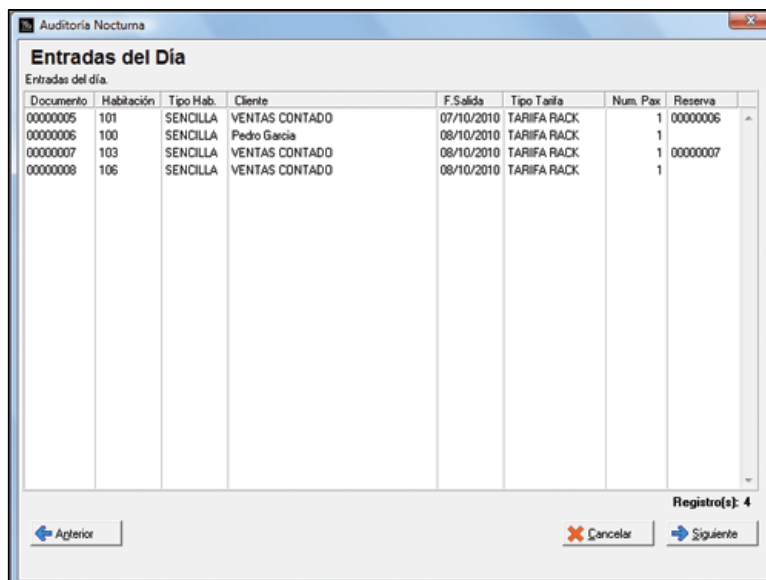 Auditoría Nocturna
Entradas del Día
Entradas del día.
Documento Habitación Tipo Hab. Cliente F.Salida Tipo Tarifa Num. Pax Reserva
00000005 101 SENCILLA VENTAS CONTADO 07/10/2010 TARIFA RACK 1 00000006
00000006 100 SENCILLA Pedro Garcia 08/10/2010 TARIFA RACK 1
00000007 103 SENCILLA VENTAS CONTADO 08/10/2010 TARIFA RACK 1 00000007
00000008 106 SENCILLA VENTAS CONTADO 08/10/2010 TARIFA RACK 1
Registro[s]: 4
Anterior Cancelar Siguiente